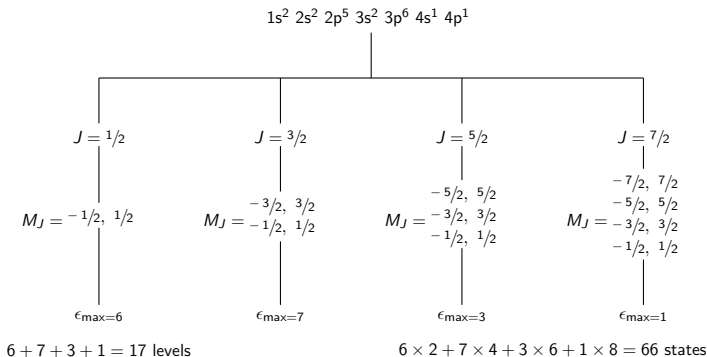 1s² 2s² 2p⁵ 3s² 3p⁶ 4s¹ 4p¹
J = 1/2
J = 3/2
J = 5/2
J = 7/2
M_J = −1/2, 1/2
M_J = −3/2, 3/2
−1/2, 1/2
M_J = −5/2, 5/2
−3/2, 3/2
−1/2, 1/2
M_J = −7/2, 7/2
−5/2, 5/2
−3/2, 3/2
−1/2, 1/2
ϵ_max=6
ϵ_max=7
ϵ_max=3
ϵ_max=1
6 + 7 + 3 + 1 = 17 levels
6 × 2 + 7 × 4 + 3 × 6 + 1 × 8 = 66 states